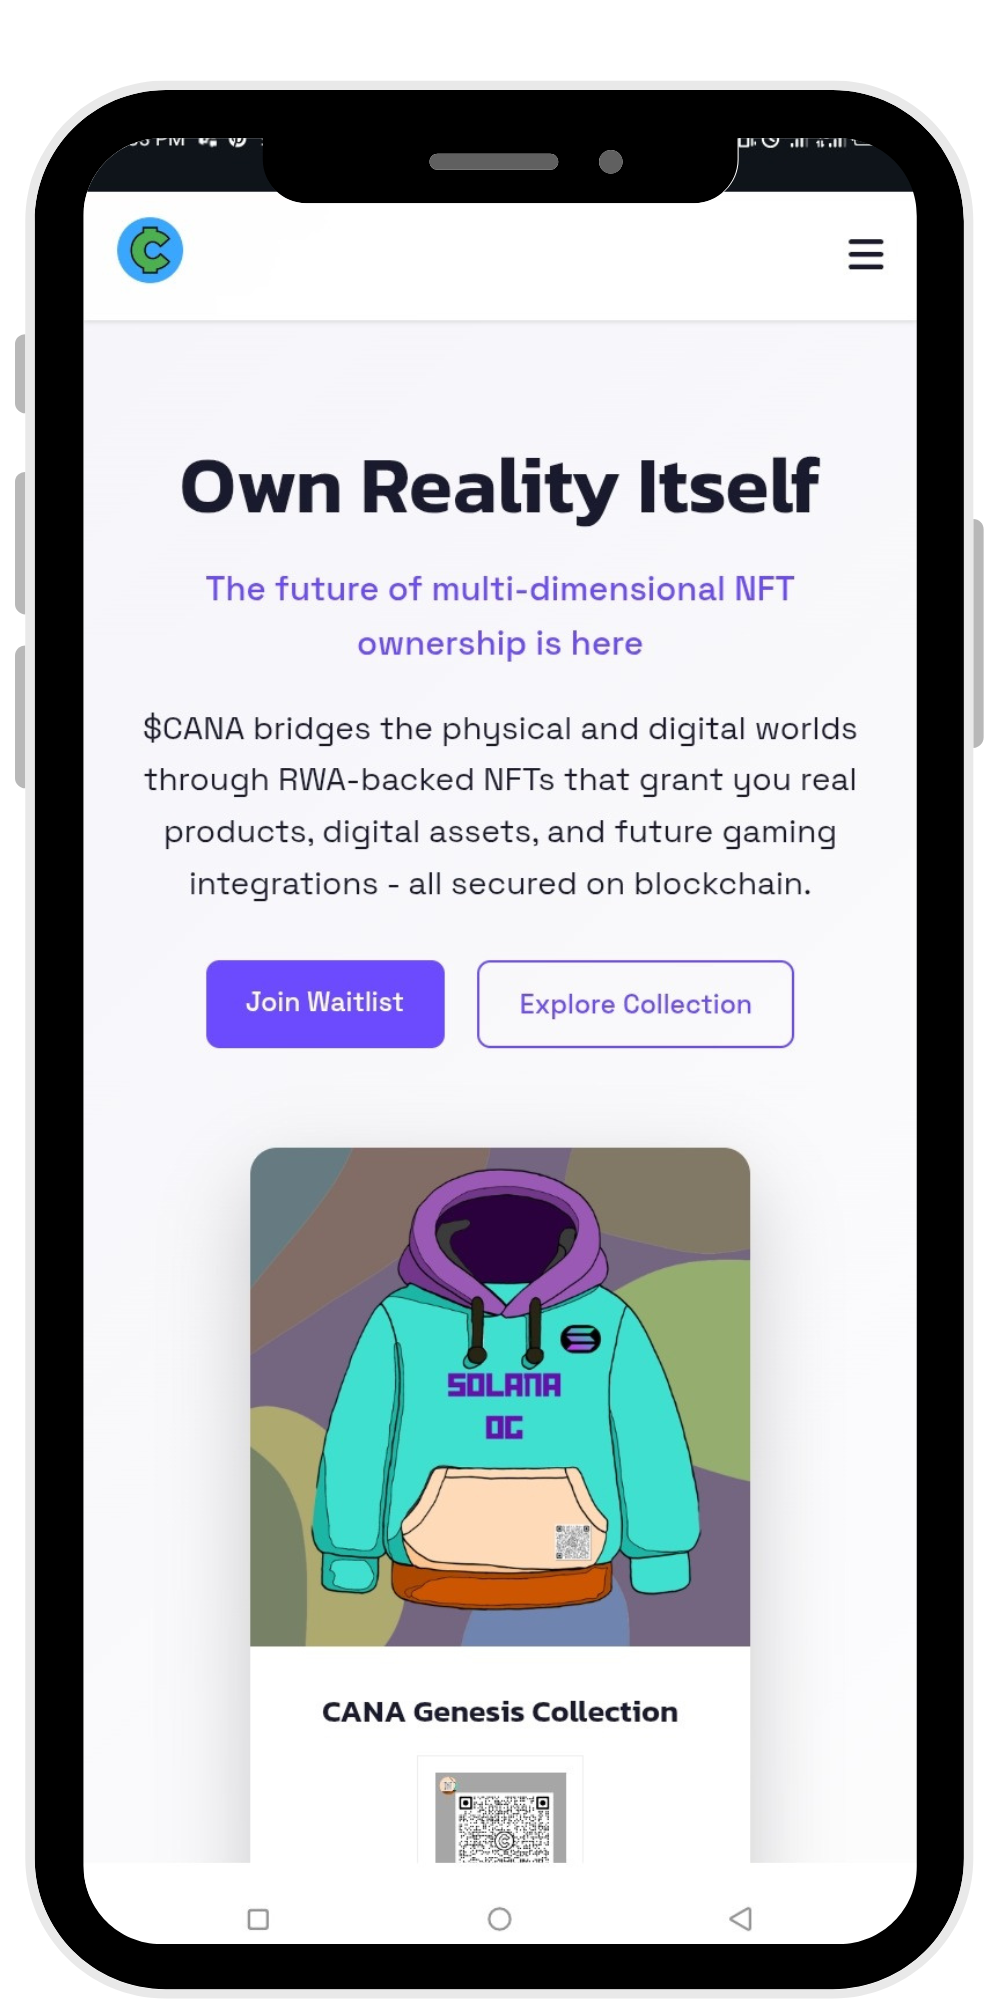 PM
Own Reality Itself
The future of multi-dimensional NFT
ownership is here
$CANA bridges the physical and digital worlds
through RWA-backed NFTs that grant you real
products, digital assets, and future gaming
integrations - all secured on blockchain.
Join Waitlist
Explore Collection
SOLANA
OG
CANA Genesis Collection